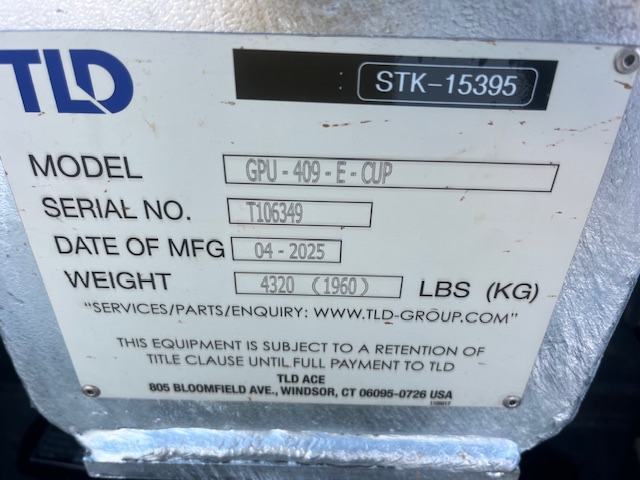 TLD
STK-15395
MODEL GPU - 409 - E - CUP
SERIAL NO. T106349
DATE OF MFG 04 - 2025
WEIGHT 4320 (1960) LBS (KG)
"SERVICES/PARTS/ENQUIRY: WWW.TLD-GROUP.COM"
THIS EQUIPMENT IS SUBJECT TO A RETENTION OF
TITLE CLAUSE UNTIL FULL PAYMENT TO TLD
TLD ACE
805 BLOOMFIELD AVE., WINDSOR, CT 06095-0726 USA